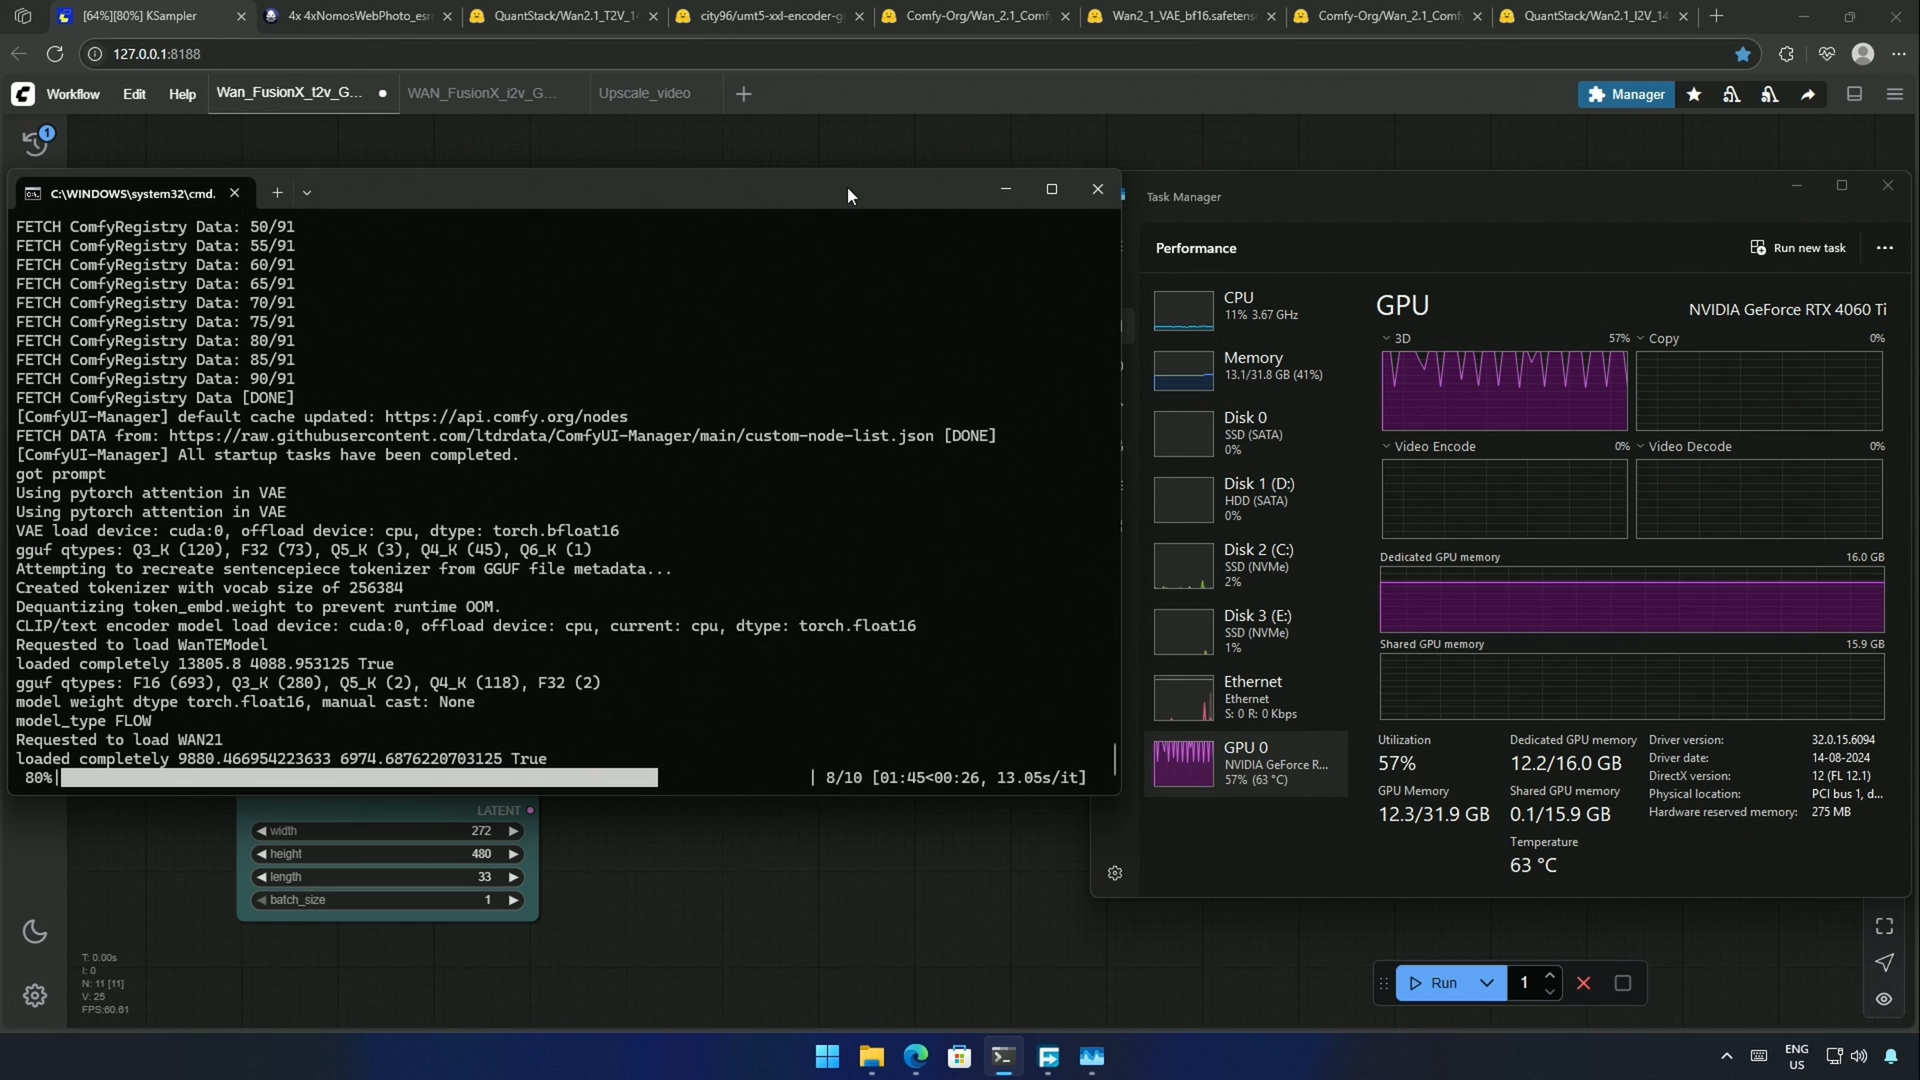 [64%][80%] KSampler
4x 4xNomosWebPhoto_esr
QuantStack/Wan2.1_T2V_14
city96/umt5-xxl-encoder-g
Comfy-Org/Wan_2.1_Comfy
Wan2_1_VAE_bf16.safetens
Comfy-Org/Wan_2.1_Comf
QuantStack/Wan2.1_I2V_14
127.0.0.1:8188
Workflow
Edit
Help
Wan_FusionX_t2v_G...
WAN_FusionX_i2v_G...
Upscale_video
Manager
1
C:\WINDOWS\system32\cmd.
FETCH ComfyRegistry Data: 50/91
FETCH ComfyRegistry Data: 55/91
FETCH ComfyRegistry Data: 60/91
FETCH ComfyRegistry Data: 65/91
FETCH ComfyRegistry Data: 70/91
FETCH ComfyRegistry Data: 75/91
FETCH ComfyRegistry Data: 80/91
FETCH ComfyRegistry Data: 85/91
FETCH ComfyRegistry Data: 90/91
FETCH ComfyRegistry Data [DONE]
[ComfyUI-Manager] default cache updated: https://api.comfy.org/nodes
FETCH DATA from: https://raw.githubusercontent.com/ltdrdata/ComfyUI-Manager/main/custom-node-list.json [DONE]
[ComfyUI-Manager] All startup tasks have been completed.
got prompt
Using pytorch attention in VAE
Using pytorch attention in VAE
VAE load device: cuda:0, offload device: cpu, dtype: torch.bfloat16
gguf qtypes: Q3_K (120), F32 (73), Q5_K (3), Q4_K (45), Q6_K (1)
Attempting to recreate sentencepiece tokenizer from GGUF file metadata...
Created tokenizer with vocab size of 256384
Dequantizing token_embd.weight to prevent runtime OOM.
CLIP/text encoder model load device: cuda:0, offload device: cpu, current: cpu, dtype: torch.float16
Requested to load WanTEModel
loaded completely 13805.8 4088.953125 True
gguf qtypes: F16 (693), Q3_K (280), Q5_K (2), Q4_K (118), F32 (2)
model weight dtype torch.float16, manual cast: None
model_type FLOW
Requested to load WAN21
loaded completely 9880.466954223633 6974.6876220703125 True
80%| | 8/10 [01:45<00:26, 13.05s/it]
LATENT
width 272
height 480
length 33
batch_size 1
T: 0.00s
I: 0
N: 11 [11]
V: 25
FPS:60.61
Task Manager
Performance
Run new task
CPU
11% 3.67 GHz
Memory
13.1/31.8 GB (41%)
Disk 0
SSD (SATA)
0%
Disk 1 (D:)
HDD (SATA)
0%
Disk 2 (C:)
SSD (NVMe)
2%
Disk 3 (E:)
SSD (NVMe)
1%
Ethernet
Ethernet
S: 0 R: 0 Kbps
GPU 0
NVIDIA GeForce R...
57% (63 °C)
GPU
NVIDIA GeForce RTX 4060 Ti
3D 57%
Copy 0%
Video Encode 0%
Video Decode 0%
Dedicated GPU memory 16.0 GB
Shared GPU memory 15.9 GB
Utilization
57%
Dedicated GPU memory
12.2/16.0 GB
GPU Memory
12.3/31.9 GB
Shared GPU memory
0.1/15.9 GB
Temperature
63 °C
Driver version: 32.0.15.6094
Driver date: 14-08-2024
DirectX version: 12 (FL 12.1)
Physical location: PCI bus 1, d...
Hardware reserved memory: 275 MB
Run
1
ENG
US